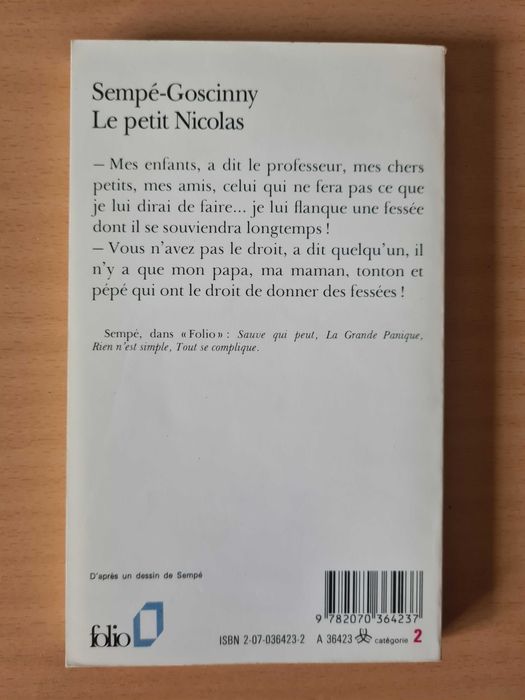 Sempé-Goscinny
Le petit Nicolas
— Mes enfants, a dit le professeur, mes chers
petits, mes amis, celui qui ne fera pas ce que
je lui dirai de faire... je lui flanque une fessée
dont il se souviendra longtemps !
— Vous n'avez pas le droit, a dit quelqu'un, il
n'y a que mon papa, ma maman, tonton et
pépé qui ont le droit de donner des fessées !
Sempé, dans « Folio » : Sauve qui peut, La Grande Panique,
Rien n'est simple, Tout se complique.
D'après un dessin de Sempé
9 782070 364237
folio
ISBN 2-07-036423-2 A 36423 catégorie 2